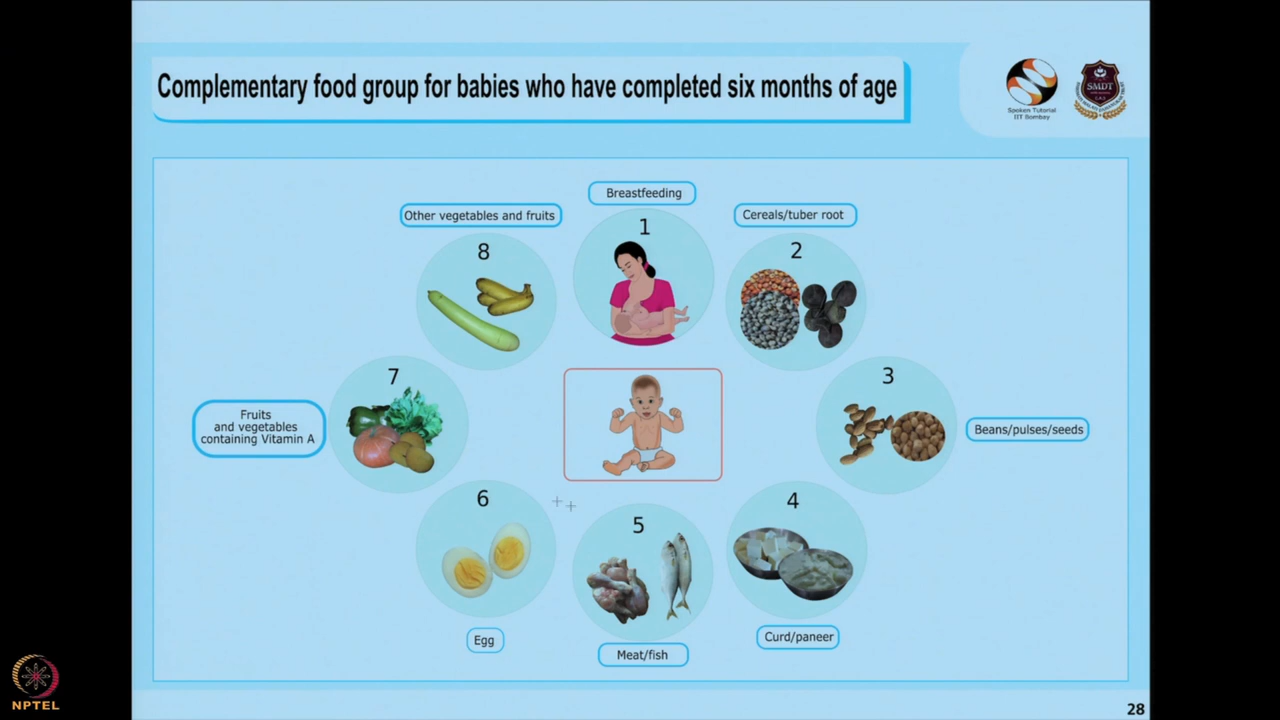 Complementary food group for babies who have completed six months of age
Spoken Tutorial
IIT Bombay
SMDT
Breastfeeding
1
Cereals/tuber root
2
3
Beans/pulses/seeds
4
Curd/paneer
5
Meat/fish
6
Egg
7
Fruits
and vegetables
containing Vitamin A
Other vegetables and fruits
8
NPTEL
28